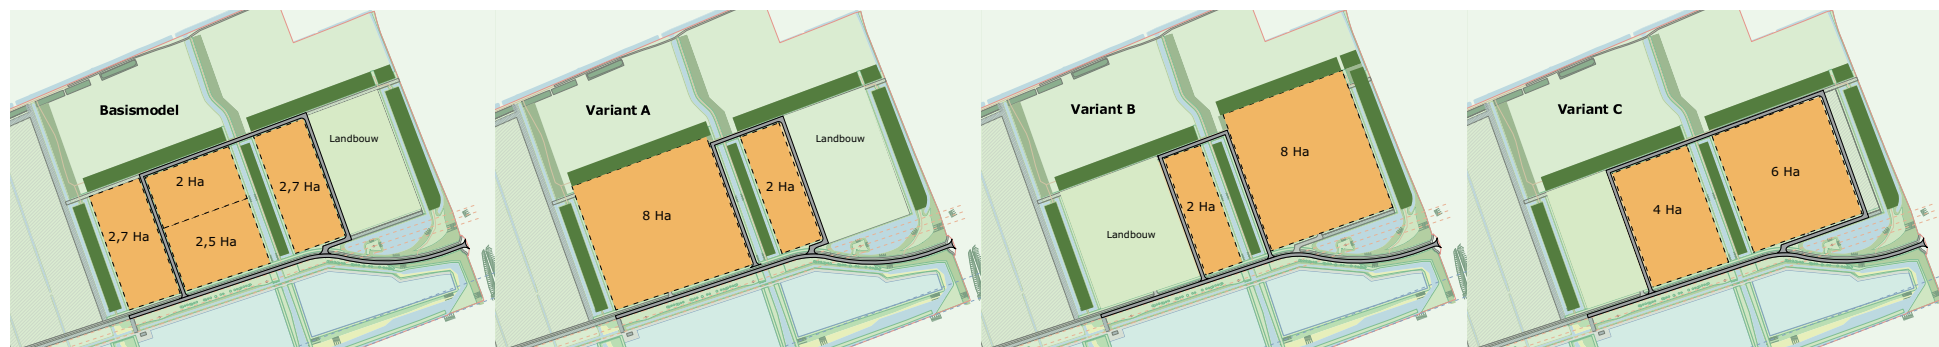 Basismodel
Landbouw
2 Ha
2,7 Ha
2,7 Ha
2,5 Ha
Variant A
Landbouw
2 Ha
8 Ha
Variant B
8 Ha
2 Ha
Landbouw
Variant C
6 Ha
4 Ha